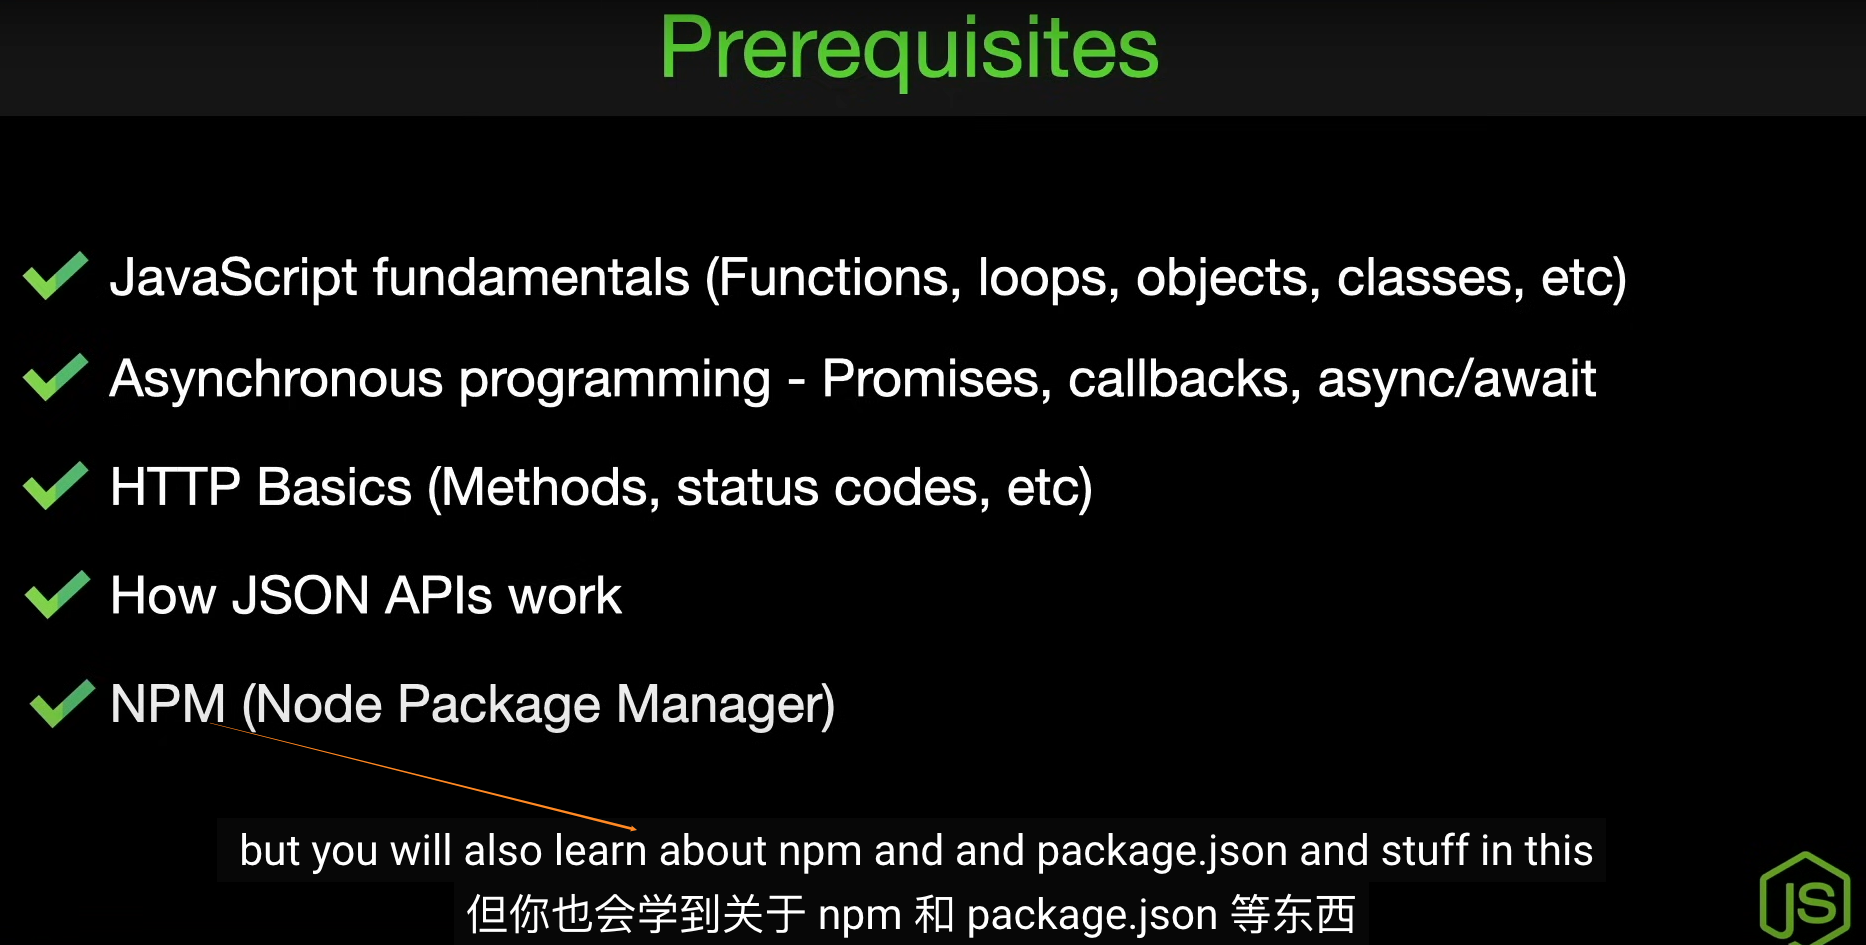 Prerequisites
JavaScript fundamentals (Functions, loops, objects, classes, etc)
Asynchronous programming - Promises, callbacks, async/await
HTTP Basics (Methods, status codes, etc)
How JSON APIs work
NPM (Node Package Manager)
but you will also learn about npm and and package.json and stuff in this
但你也会学到关于 npm 和 package.json 等东西
JS